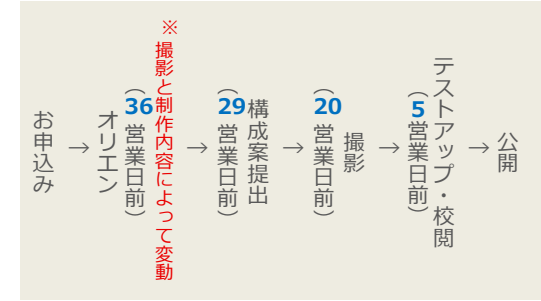 お申込み
→
オリエン
（36営業日前）
※撮影と制作内容によって変動
→
構成案提出
（29営業日前）
→
撮影
（20営業日前）
→
テストアップ・校閲
（5営業日前）
→
公開